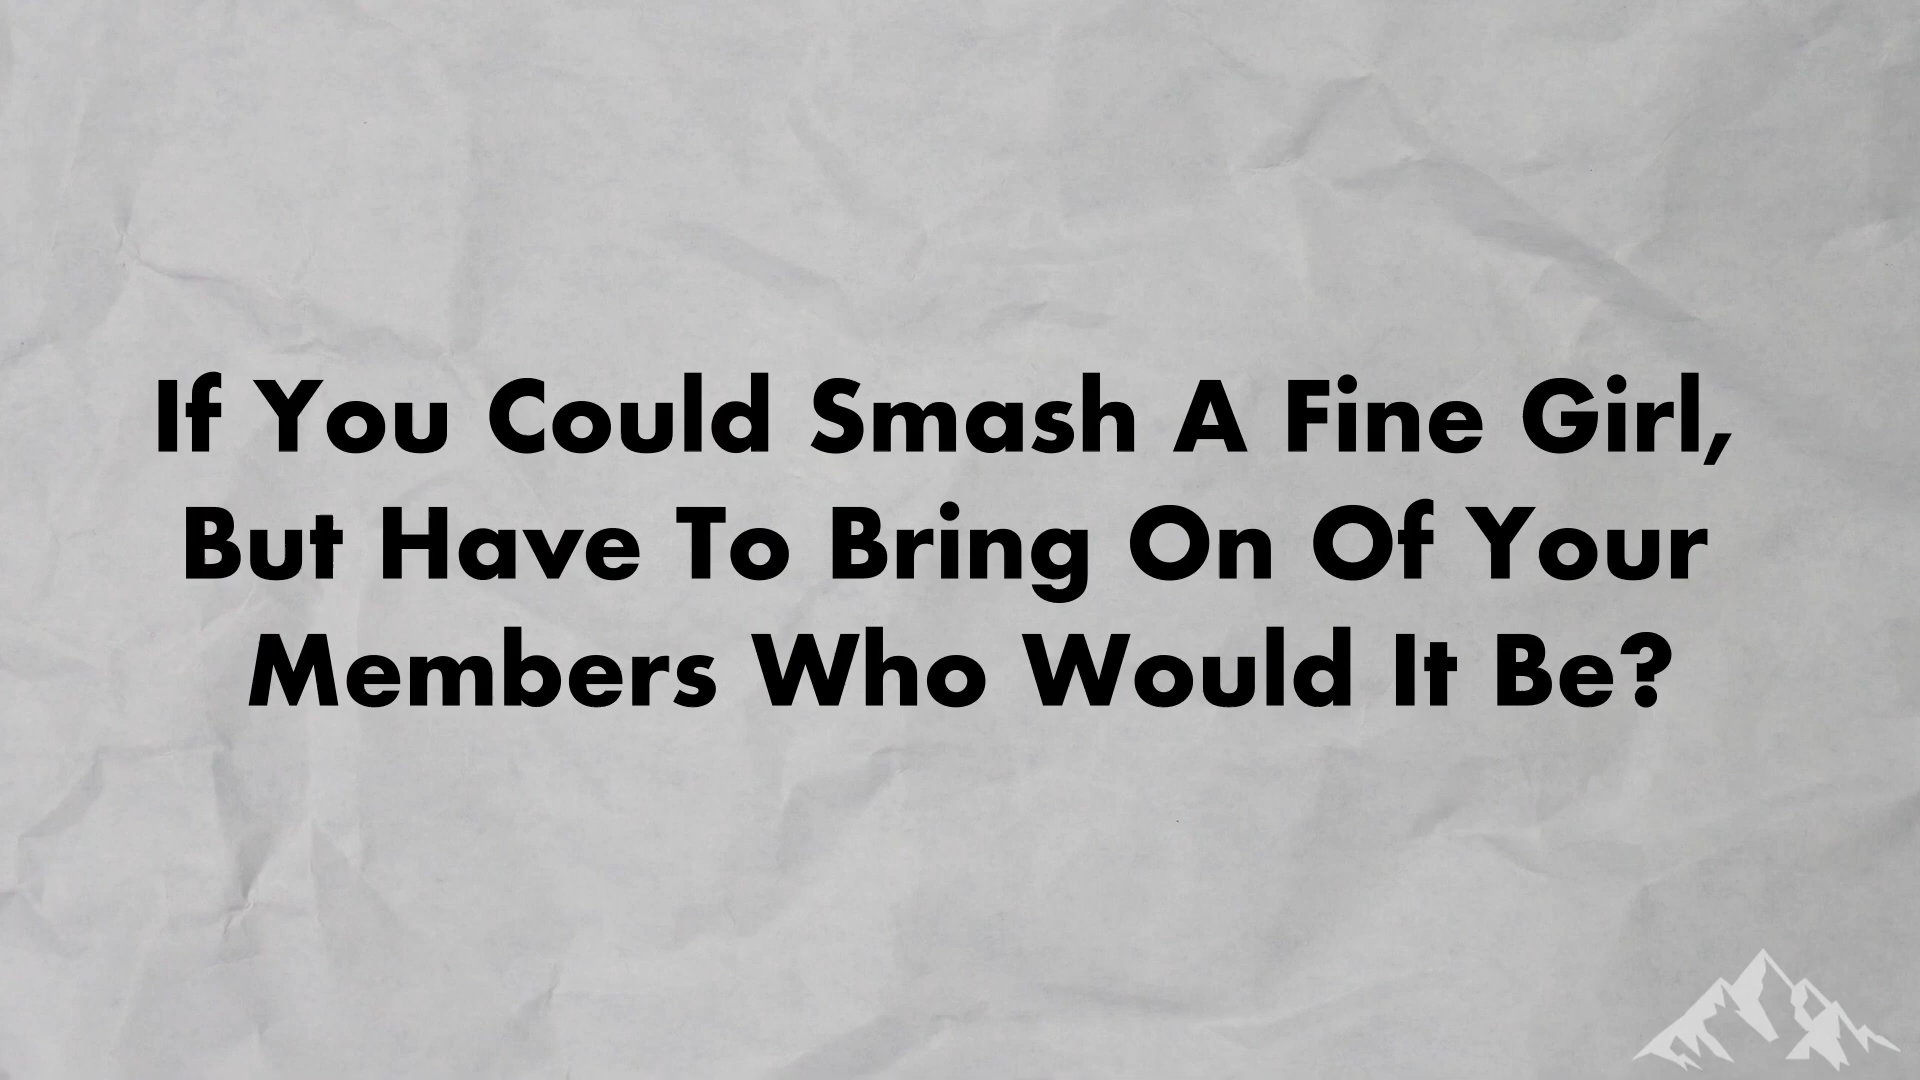 If You Could Smash A Fine Girl,
But Have To Bring On Of Your
Members Who Would It Be?